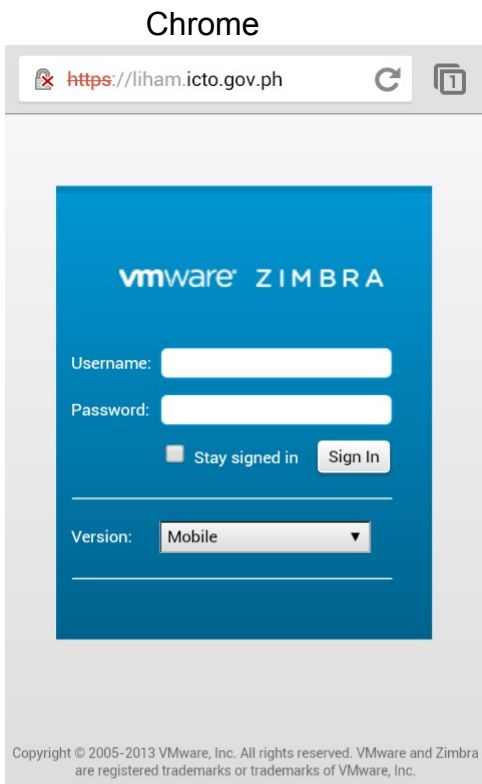 Chrome
https://liham.icto.gov.ph
1
vmware ZIMBRA
Username:
Password:
Stay signed in Sign In
Version: Mobile
Copyright © 2005-2013 VMware, Inc. All rights reserved. VMware and Zimbra
are registered trademarks or trademarks of VMware, Inc.